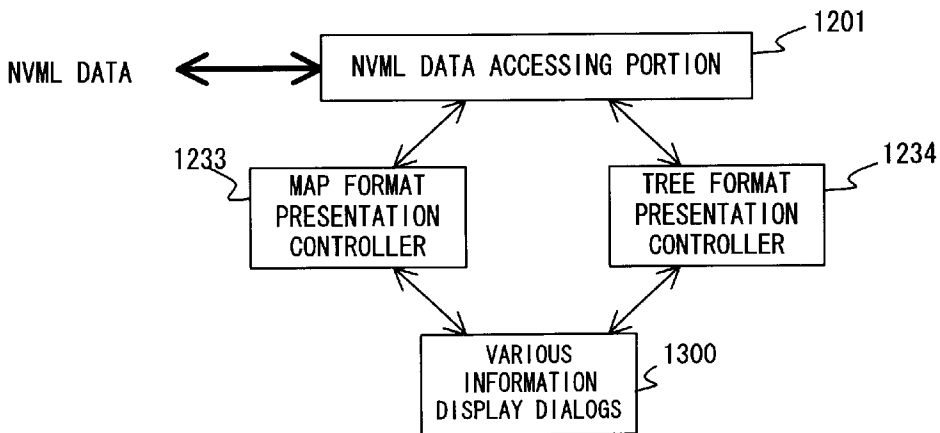 1201
NVML DATA
NVML DATA ACCESSING PORTION
1233
MAP FORMAT
PRESENTATION
CONTROLLER
1234
TREE FORMAT
PRESENTATION
CONTROLLER
1300
VARIOUS
INFORMATION
DISPLAY DIALOGS